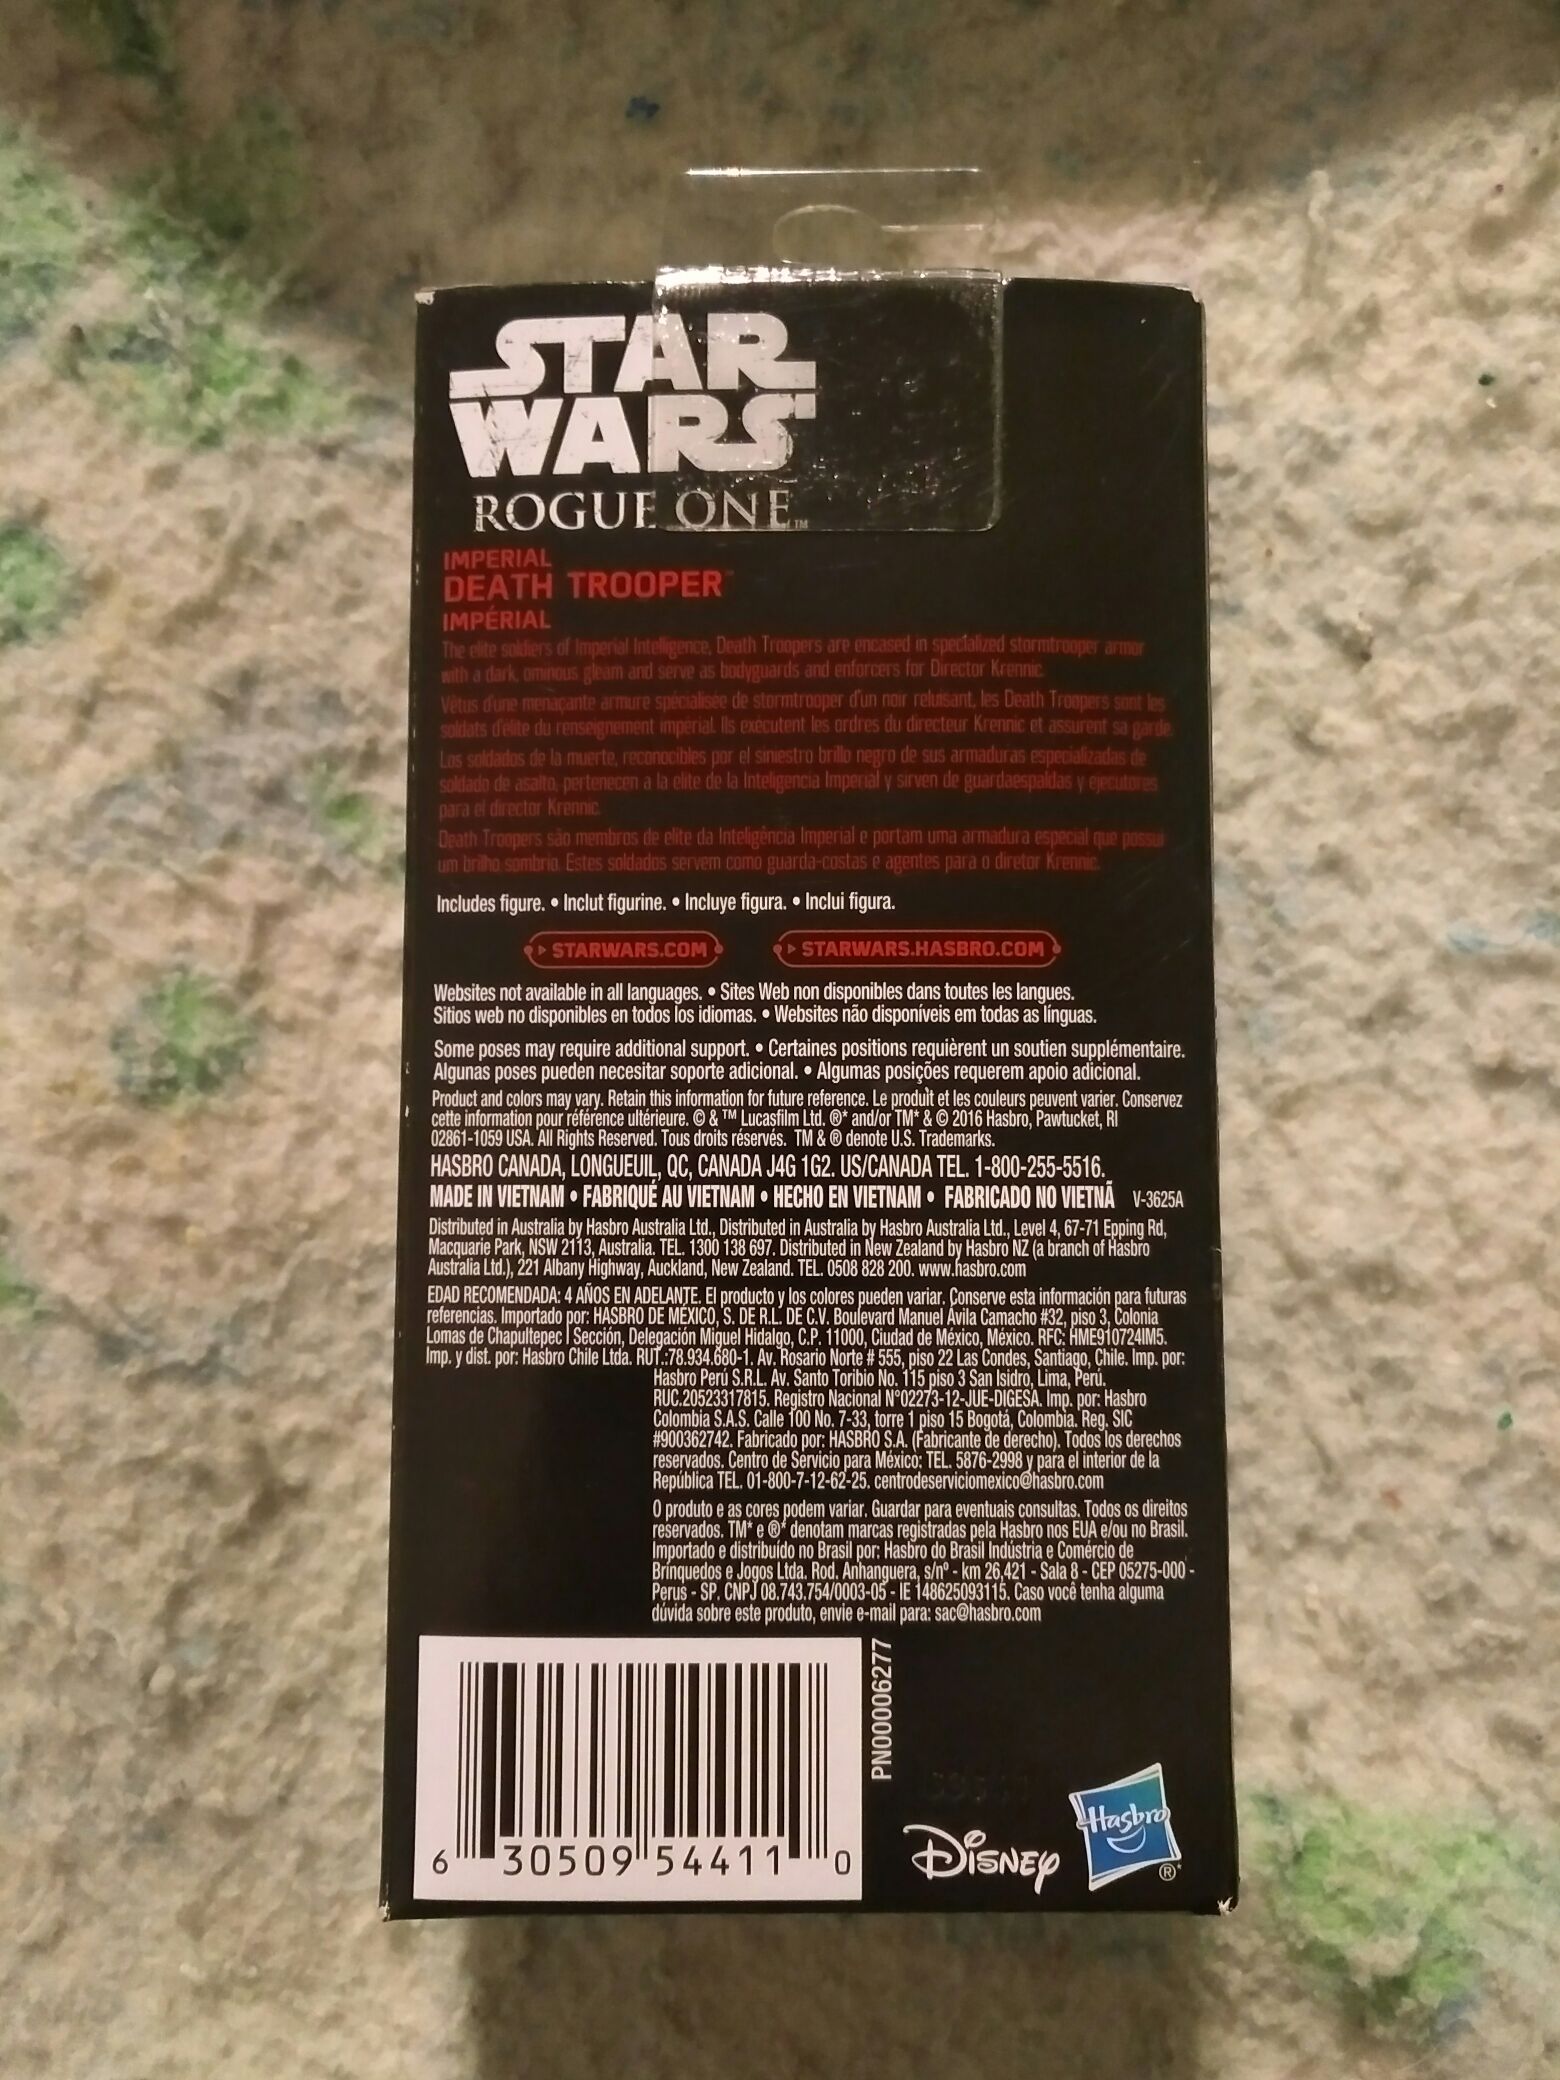 STAR
WARS
ROGUE ONE™
IMPERIAL
DEATH TROOPER™
IMPÉRIAL
The elite soldiers of Imperial Intelligence, Death Troopers are encased in specialized stormtrooper armor
with a dark, ominous gleam and serve as bodyguards and enforcers for Director Krennic.
Vêtus d'une menaçante armure spécialisée de stormtrooper d'un noir reluisant, les Death Troopers sont les
soldats d'élite du renseignement impérial. Ils exécutent les ordres du directeur Krennic et assurent sa garde.
Los soldados de la muerte, reconocibles por el siniestro brillo negro de sus armaduras especializadas de
soldado de asalto, pertenecen a la elite de la Inteligencia Imperial y sirven de guardaespaldas y ejecutores
para el director Krennic.
Death Troopers são membros de elite da Inteligência Imperial e portam uma armadura especial que possui
um brilho sombrio. Estes soldados servem como guarda-costas e agentes para o diretor Krennic.
Includes figure. • Inclut figurine. • Incluye figura. • Inclui figura.
STARWARS.COM STARWARS.HASBRO.COM
Websites not available in all languages. • Sites Web non disponibles dans toutes les langues.
Sitios web no disponibles en todos los idiomas. • Websites não disponíveis em todas as línguas.
Some poses may require additional support. • Certaines positions requièrent un soutien supplémentaire.
Algunas poses pueden necesitar soporte adicional. • Algumas posições requerem apoio adicional.
Product and colors may vary. Retain this information for future reference. Le produit et les couleurs peuvent varier. Conservez
cette information pour référence ultérieure. © & ™ Lucasfilm Ltd. ®* and/or TM* & © 2016 Hasbro, Pawtucket, RI
02861-1059 USA. All Rights Reserved. Tous droits réservés. TM & ® denote U.S. Trademarks.
HASBRO CANADA, LONGUEUIL, QC, CANADA J4G 1G2. US/CANADA TEL. 1-800-255-5516.
MADE IN VIETNAM • FABRIQUÉ AU VIETNAM • HECHO EN VIETNAM • FABRICADO NO VIETNÃ V-3625A
Distributed in Australia by Hasbro Australia Ltd., Distributed in Australia by Hasbro Australia Ltd., Level 4, 67-71 Epping Rd,
Macquarie Park, NSW 2113, Australia. TEL. 1300 138 697. Distributed in New Zealand by Hasbro NZ (a branch of Hasbro
Australia Ltd.), 221 Albany Highway, Auckland, New Zealand. TEL. 0508 828 200. www.hasbro.com
EDAD RECOMENDADA: 4 AÑOS EN ADELANTE. El producto y los colores pueden variar. Conserve esta información para futuras
referencias. Importado por: HASBRO DE MÉXICO, S. DE R.L. DE C.V. Boulevard Manuel Ávila Camacho #32, piso 3, Colonia
Lomas de Chapultepec I Sección, Delegación Miguel Hidalgo, C.P. 11000, Ciudad de México, México. RFC: HME910724IM5.
Imp. y dist. por: Hasbro Chile Ltda. RUT.:78.934.680-1. Av. Rosario Norte # 555, piso 22 Las Condes, Santiago, Chile. Imp. por:
Hasbro Perú S.R.L. Av. Santo Toribio No. 115 piso 3 San Isidro, Lima, Perú.
RUC.20523317815. Registro Nacional N°02273-12-JUE-DIGESA. Imp. por: Hasbro
Colombia S.A.S. Calle 100 No. 7-33, torre 1 piso 15 Bogotá, Colombia. Reg. SIC
#900362742. Fabricado por: HASBRO S.A. (Fabricante de derecho). Todos los derechos
reservados. Centro de Servicio para México: TEL. 5876-2998 y para el interior de la
República TEL. 01-800-7-12-62-25. centrodeserviciomexico@hasbro.com
O produto e as cores podem variar. Guardar para eventuais consultas. Todos os direitos
reservados. TM* e ®* denotam marcas registradas pela Hasbro nos EUA e/ou no Brasil.
Importado e distribuído no Brasil por: Hasbro do Brasil Indústria e Comércio de
Brinquedos e Jogos Ltda. Rod. Anhanguera, s/nº - km 26,421 - Sala 8 - CEP 05275-000 -
Perus - SP. CNPJ 08.743.754/0003-05 - IE 148625093115. Caso você tenha alguma
dúvida sobre este produto, envie e-mail para: sac@hasbro.com
PN00006277
6 30509 54411 0
Disney
Hasbro
®*